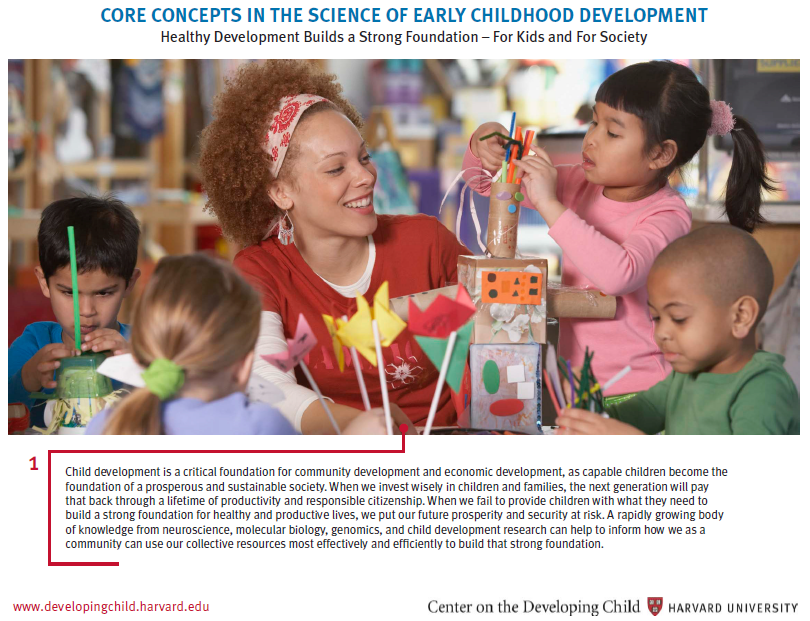 CORE CONCEPTS IN THE SCIENCE OF EARLY CHILDHOOD DEVELOPMENT
Healthy Development Builds a Strong Foundation – For Kids and For Society
1
Child development is a critical foundation for community development and economic development, as capable children become the
foundation of a prosperous and sustainable society. When we invest wisely in children and families, the next generation will pay
that back through a lifetime of productivity and responsible citizenship. When we fail to provide children with what they need to
build a strong foundation for healthy and productive lives, we put our future prosperity and security at risk. A rapidly growing body
of knowledge from neuroscience, molecular biology, genomics, and child development research can help to inform how we as a
community can use our collective resources most effectively and efficiently to build that strong foundation.
www.developingchild.harvard.edu
Center on the Developing Child HARVARD UNIVERSITY